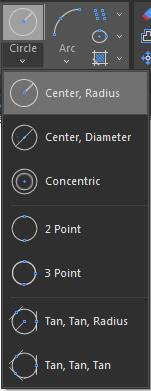 Circle Arc
Center, Radius
Center, Diameter
Concentric
2 Point
3 Point
Tan, Tan, Radius
Tan, Tan, Tan